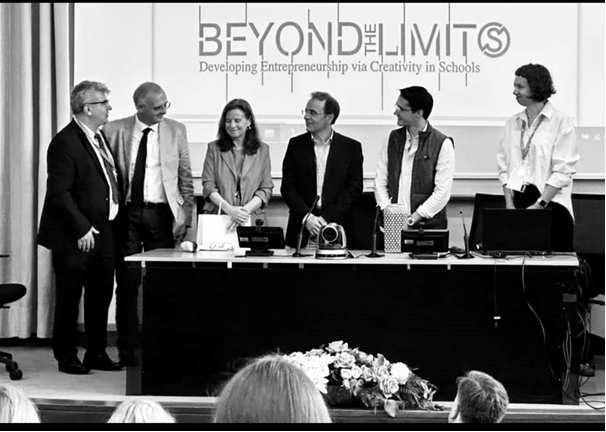 BEYOND THE LIMITS
Developing Entrepreneurship via Creativity in Schools